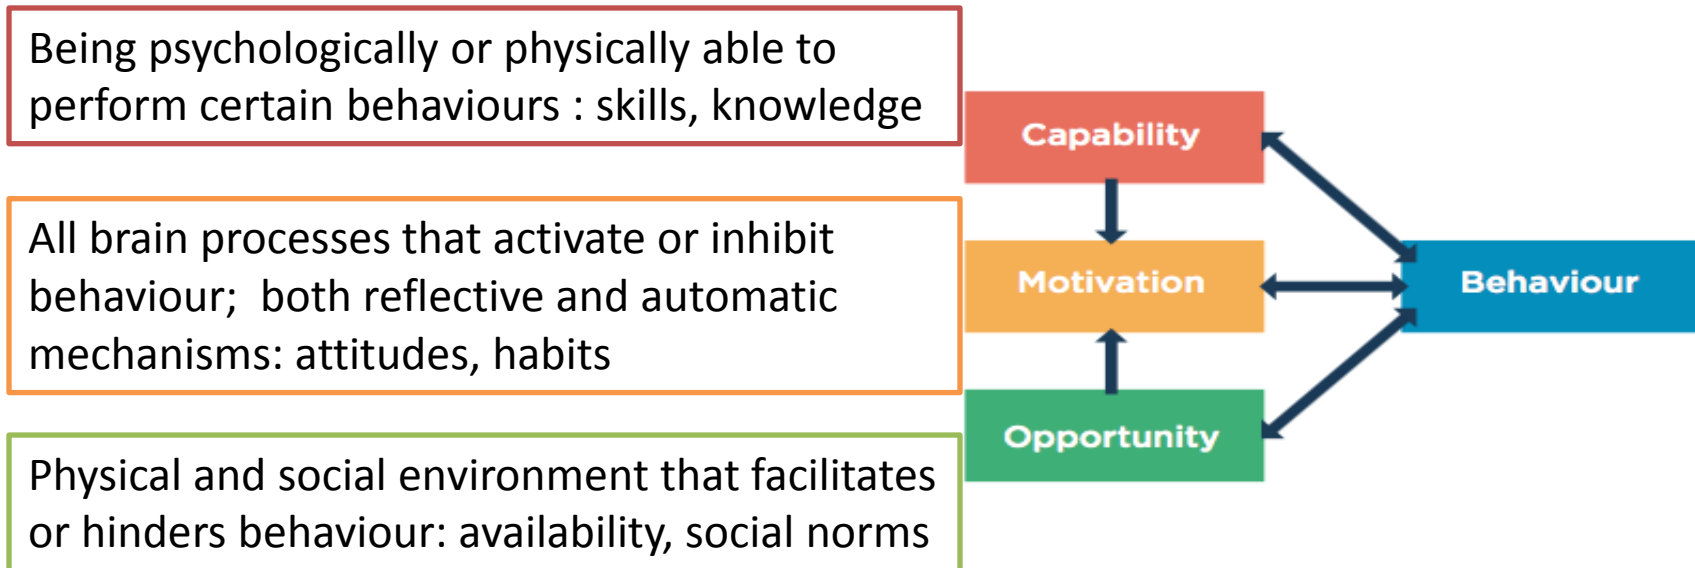 Being psychologically or physically able to
perform certain behaviours : skills, knowledge
All brain processes that activate or inhibit
behaviour;  both reflective and automatic
mechanisms: attitudes, habits
Physical and social environment that facilitates
or hinders behaviour: availability, social norms
Capability
Motivation
Opportunity
Behaviour